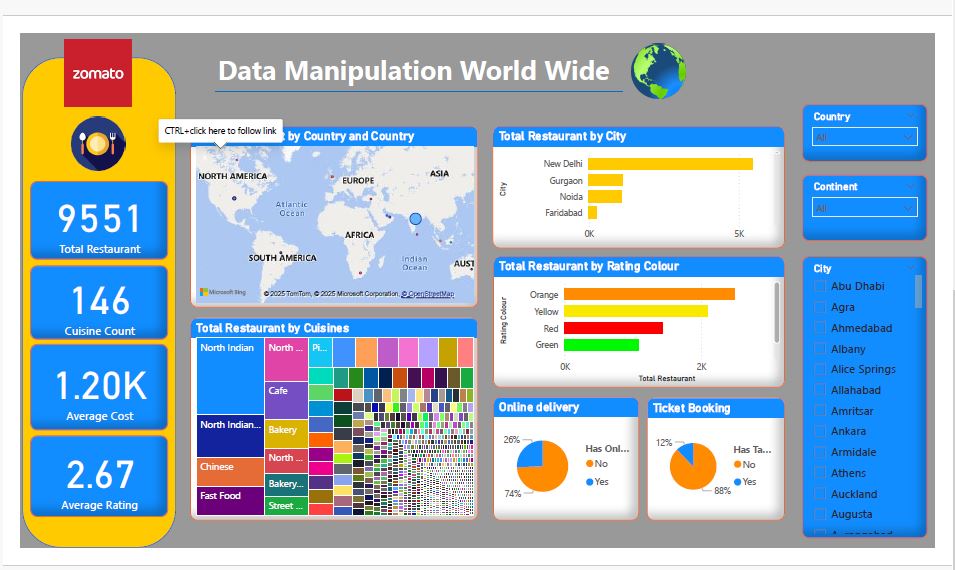 zomato
Data Manipulation World Wide
CTRL+click here to follow link
t by Country and Country
NORTH AMERICA
EUROPE
ASIA
Atlantic
Ocean
AFRICA
SOUTH AMERICA
Indian
Ocean
AUST
Microsoft Bing
© 2025 TomTom, © 2025 Microsoft Corporation, © OpenStreetMap
9551
Total Restaurant
146
Cuisine Count
1.20K
Average Cost
2.67
Average Rating
Total Restaurant by City
City
New Delhi
Gurgaon
Noida
Faridabad
0K
5K
Total Restaurant by Rating Colour
Rating Colour
Orange
Yellow
Red
Green
0K
2K
Total Restaurant
Total Restaurant by Cuisines
North Indian
North ...
Pi...
Cafe
North Indian...
Bakery
Chinese
North ...
Fast Food
Bakery...
Street ...
Online delivery
26%
74%
Has Onl...
No
Yes
Ticket Booking
12%
88%
Has Ta...
No
Yes
Country
All
Continent
All
City
Abu Dhabi
Agra
Ahmedabad
Albany
Alice Springs
Allahabad
Amritsar
Ankara
Armidale
Athens
Auckland
Augusta